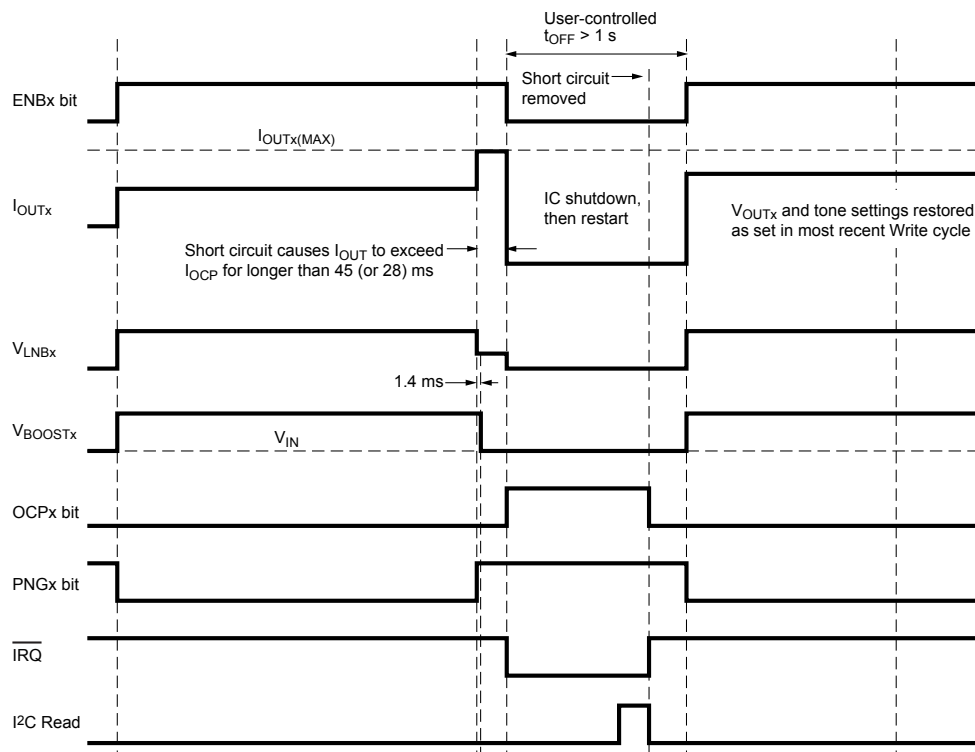 User-controlled
tOFF > 1 s
Short circuit
removed
ENBx bit
IOUTx(MAX)
IOUTx
IC shutdown,
then restart
VOUTx and tone settings restored
as set in most recent Write cycle
Short circuit causes IOUT to exceed
IOCP for longer than 45 (or 28) ms
VLNBx
1.4 ms
VBOOSTx
VIN
OCPx bit
PNGx bit
IRQ
I2C Read